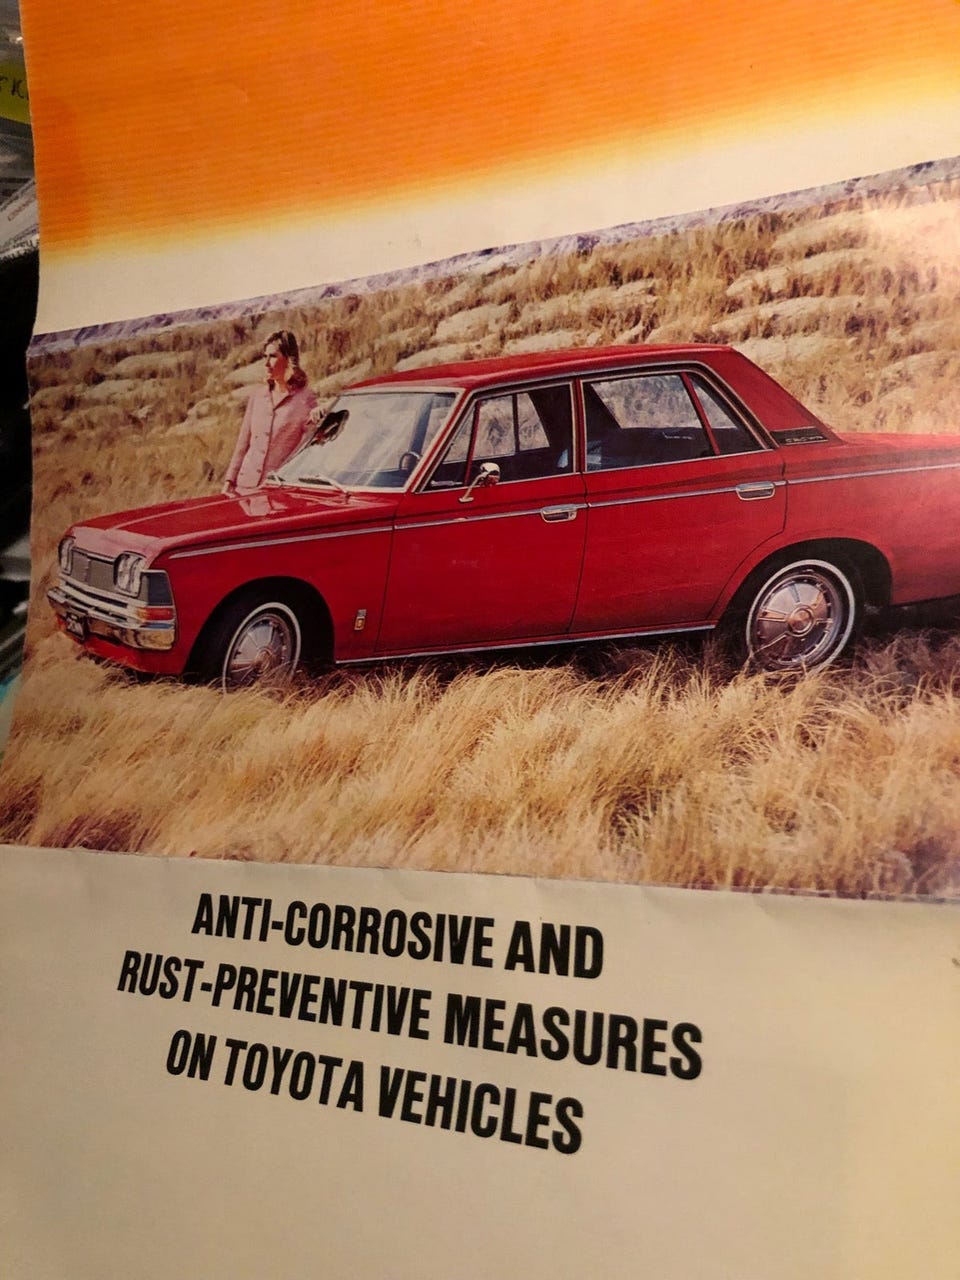 ANTI-CORROSIVE AND
RUST-PREVENTIVE MEASURES
ON TOYOTA VEHICLES